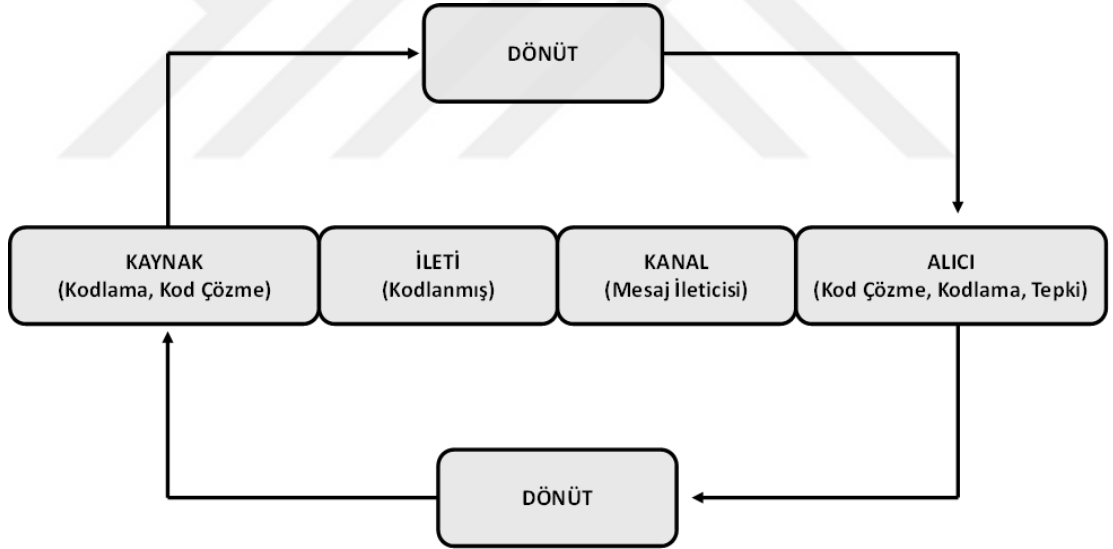 DÖNÜT
KAYNAK
(Kodlama, Kod Çözme)
İLETİ
(Kodlanmış)
KANAL
(Mesaj İleticisi)
ALICI
(Kod Çözme, Kodlama, Tepki)
DÖNÜT